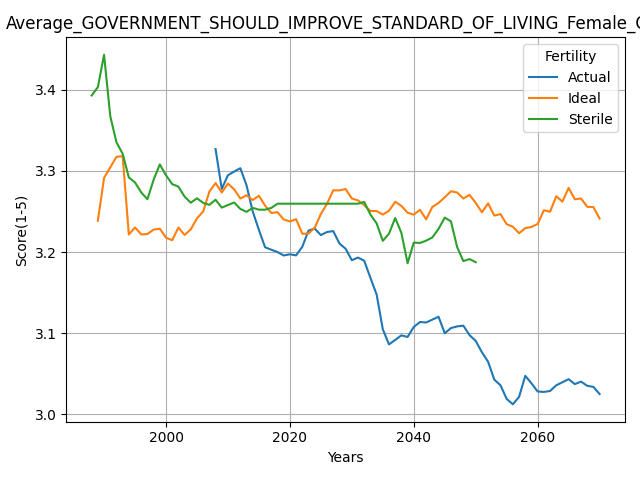 Average_GOVERNMENT_SHOULD_IMPROVE_STANDARD_OF_LIVING_Female_
Fertility
Actual
Ideal
Sterile
3.4
3.3
3.2
3.1
3.0
Score(1-5)
2000 2020 2040 2060
Years